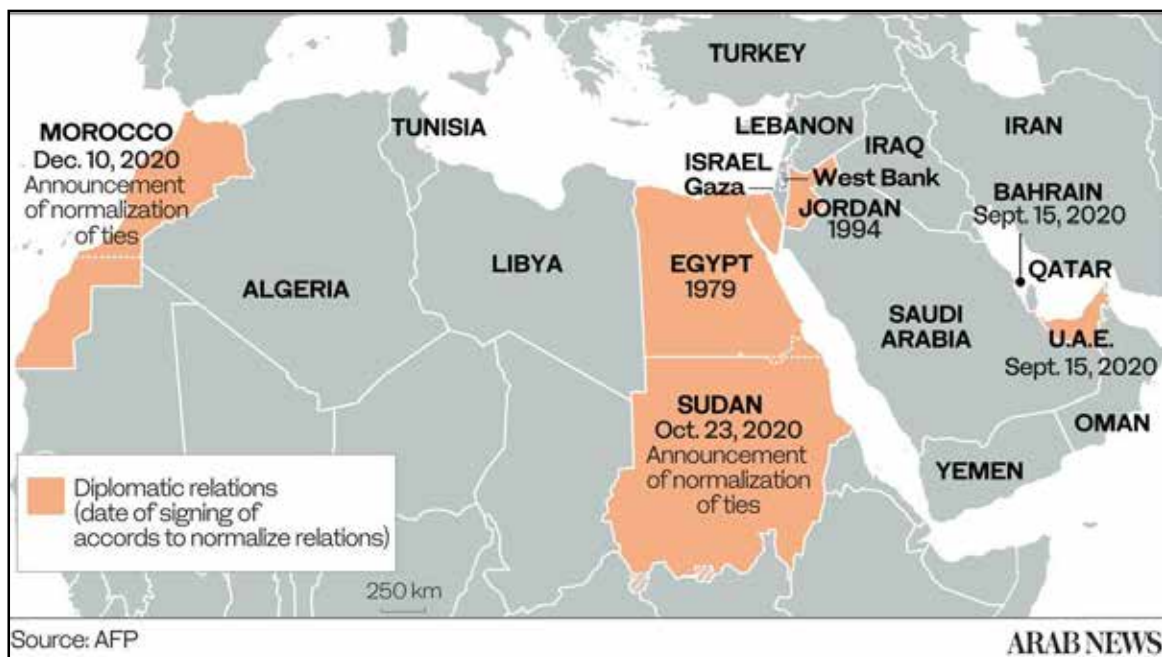 TURKEY
MOROCCO
Dec. 10, 2020
Announcement
of normalization
of ties
TUNISIA
LEBANON
ISRAEL
Gaza
West Bank
IRAQ
IRAN
JORDAN
1994
BAHRAIN
Sept. 15, 2020
QATAR
ALGERIA
LIBYA
EGYPT
1979
SAUDI
ARABIA
U.A.E.
Sept. 15, 2020
SUDAN
Oct. 23, 2020
Announcement
of normalization
of ties
OMAN
YEMEN
Diplomatic relations
(date of signing of
accords to normalize relations)
250 km
Source: AFP
ARAB NEWS